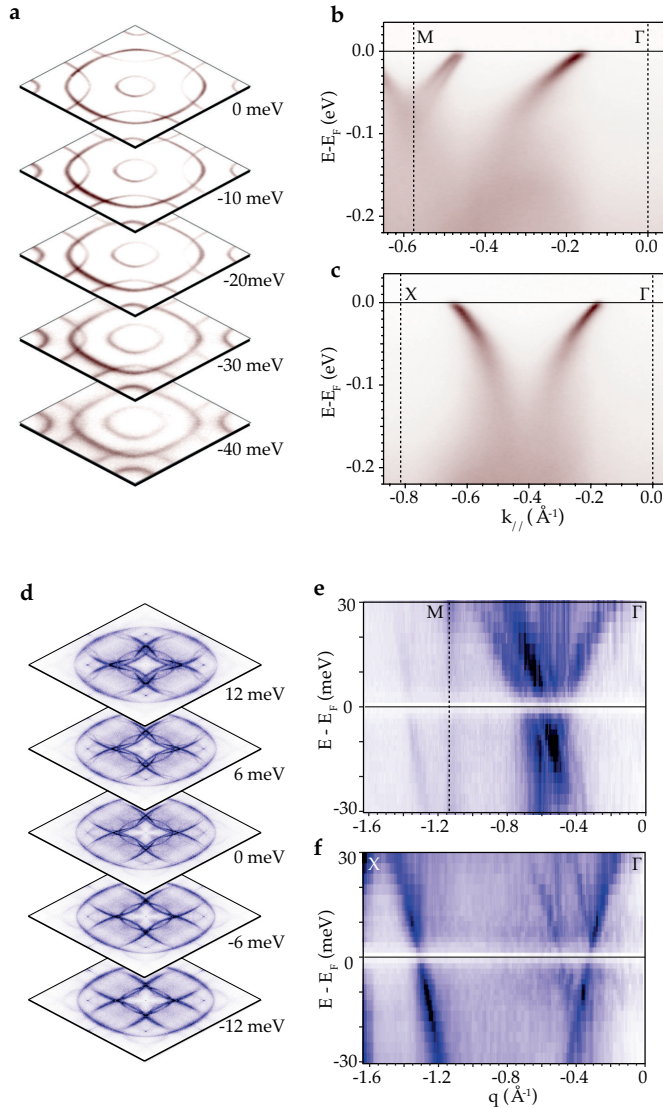 a
0 meV
-10 meV
-20meV
-30 meV
-40 meV
b
M
Γ
0.0
-0.1
-0.2
E-E_F (eV)
-0.6
-0.4
-0.2
0.0
c
X
Γ
0.0
-0.1
-0.2
E-E_F (eV)
-0.8
-0.6
-0.4
-0.2
0.0
k_// (Å⁻¹)
d
12 meV
6 meV
0 meV
-6 meV
-12 meV
e
M
Γ
30
0
-30
E - E_F (meV)
-1.6
-1.2
-0.8
-0.4
0
f
X
Γ
30
0
-30
E - E_F (meV)
-1.6
-1.2
-0.8
-0.4
0
q (Å⁻¹)